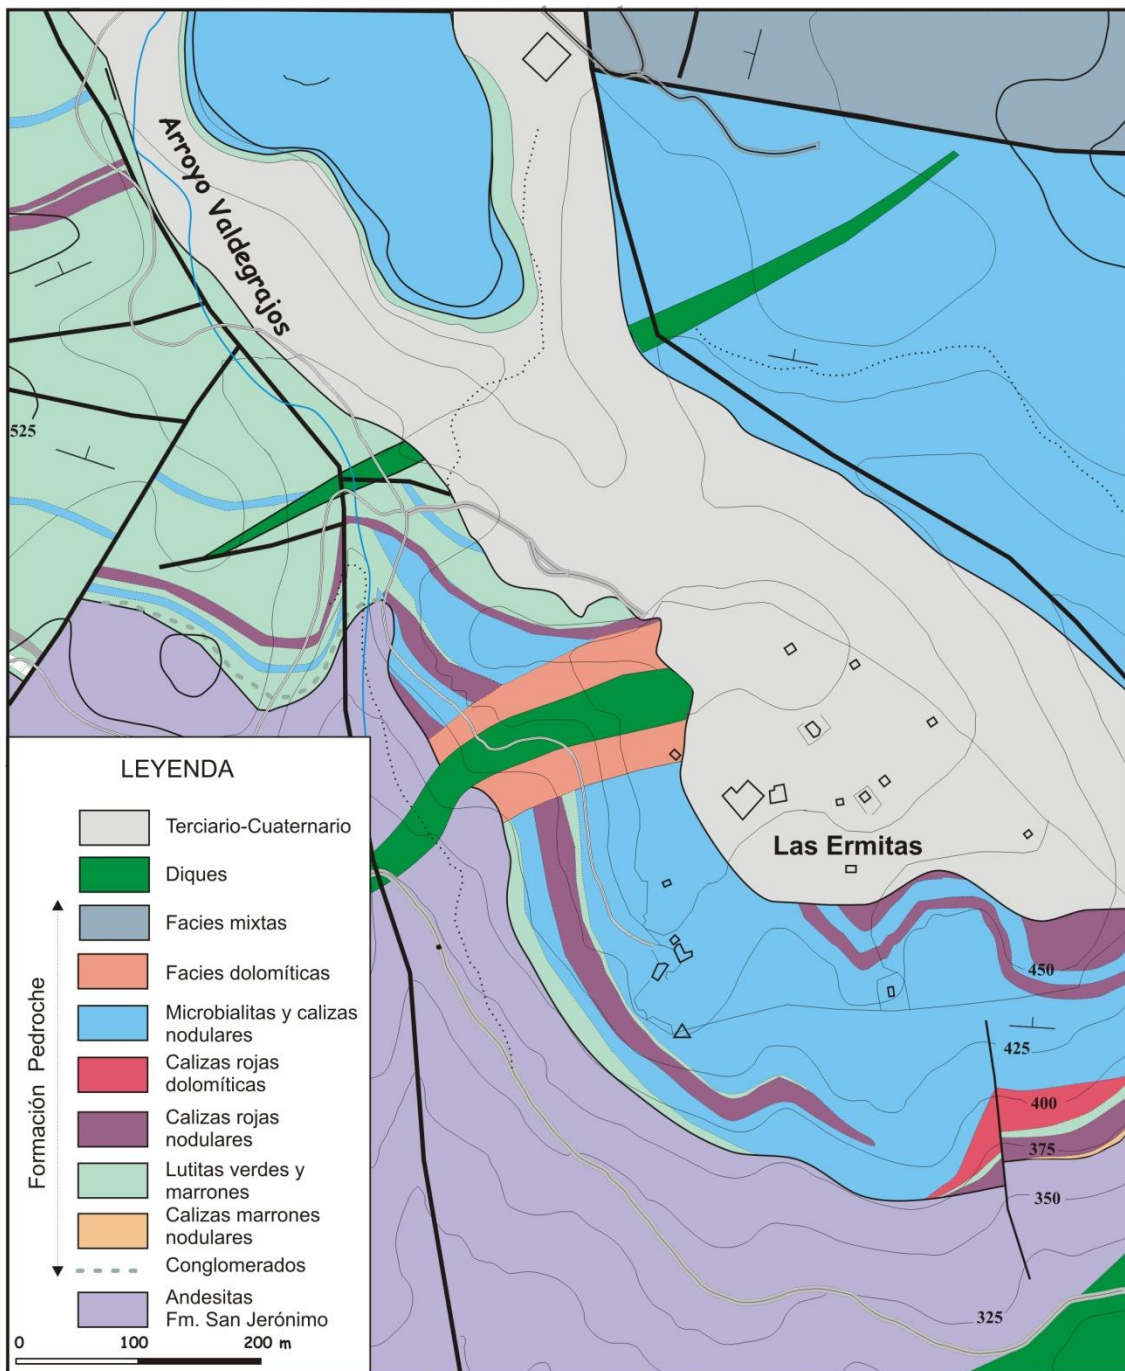 Arroyo Valdegrajos
525
Las Ermitas
450
425
400
375
350
325
LEYENDA
Terciario-Cuaternario
Diques
Facies mixtas
Facies dolomíticas
Microbialitas y calizas
nodulares
Calizas rojas
dolomíticas
Calizas rojas
nodulares
Lutitas verdes y
marrones
Calizas marrones
nodulares
Conglomerados
Andesitas
Fm. San Jerónimo
Formación Pedroche
0 100 200 m